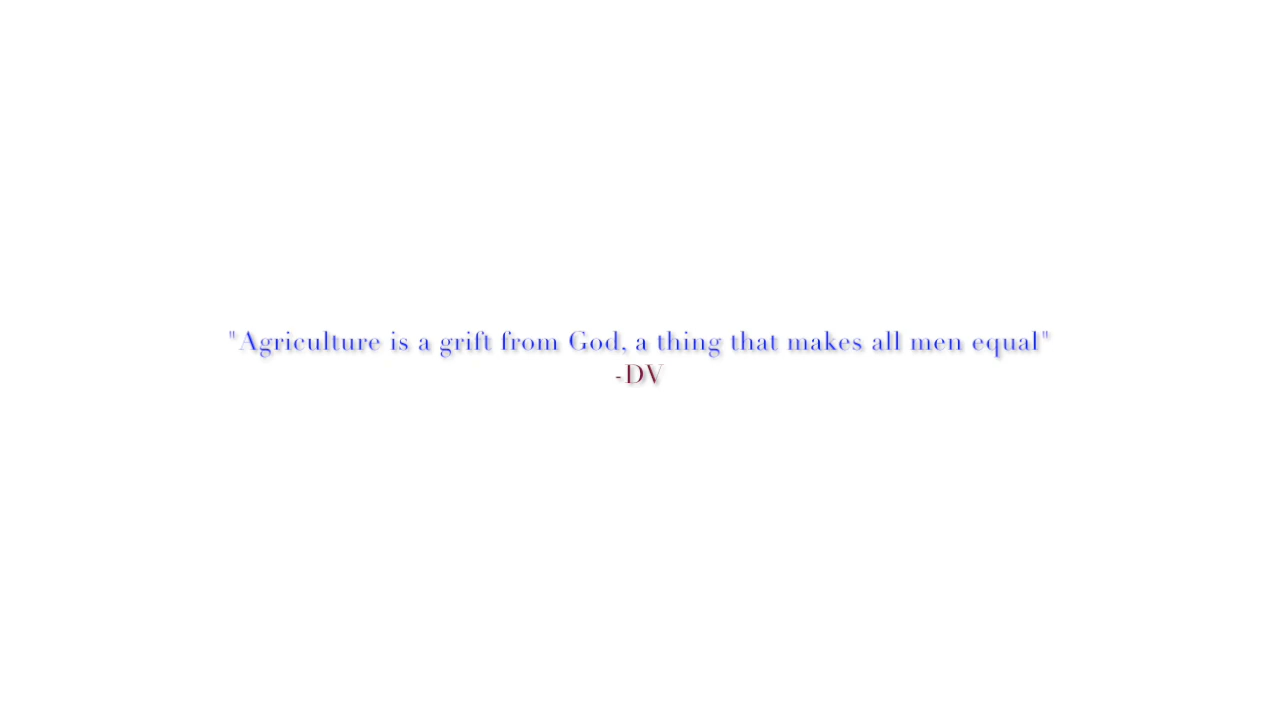 "Agriculture is a grift from God, a thing that makes all men equal"
-DV